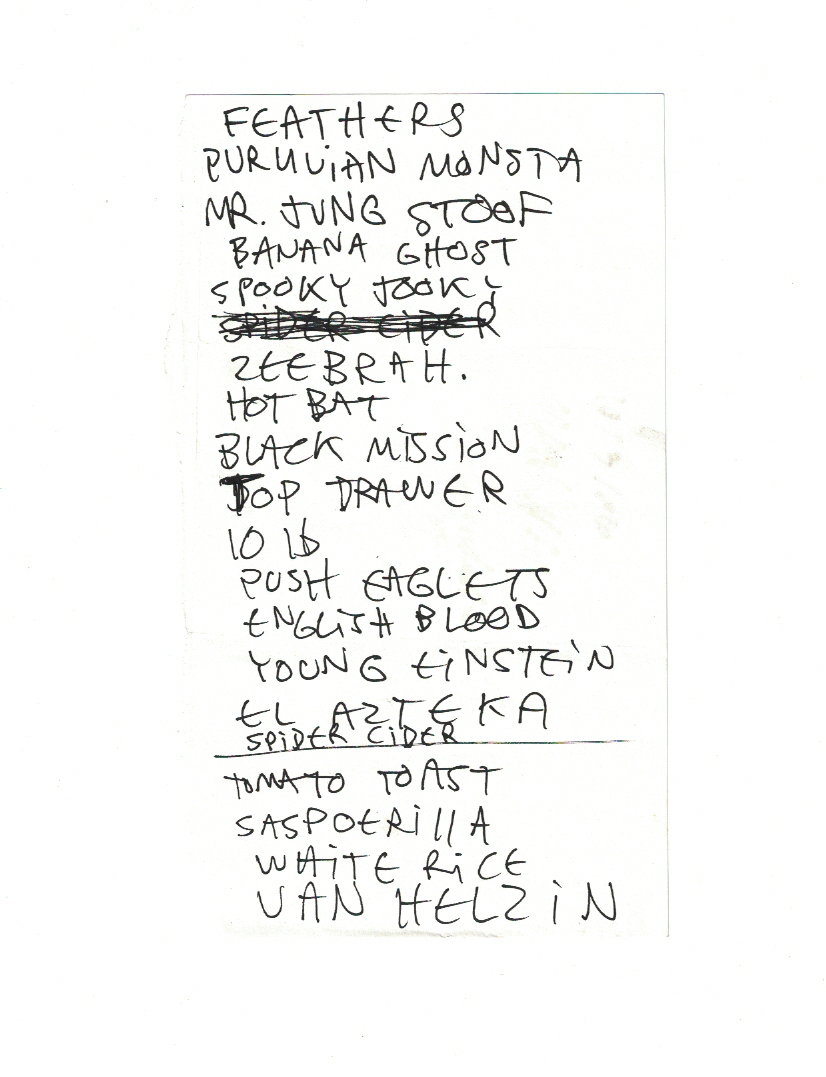 FEATHERS
PURUVIAN MONSTA
MR. JUNG STOOF
BANANA GHOST
SPOOKY JOOKY
SPIDER CIDER
ZEEBRAH.
HOT BAT
BLACK MISSION
TOP DRAWER
10 lb
PUSH EAGLETS
ENGLISH BLOOD
YOUNG EINSTEIN
EL AZTEKA
SPIDER CIDER
TOMATO TOAST
SASPOERILLA
WHITE RICE
VAN HELZIN